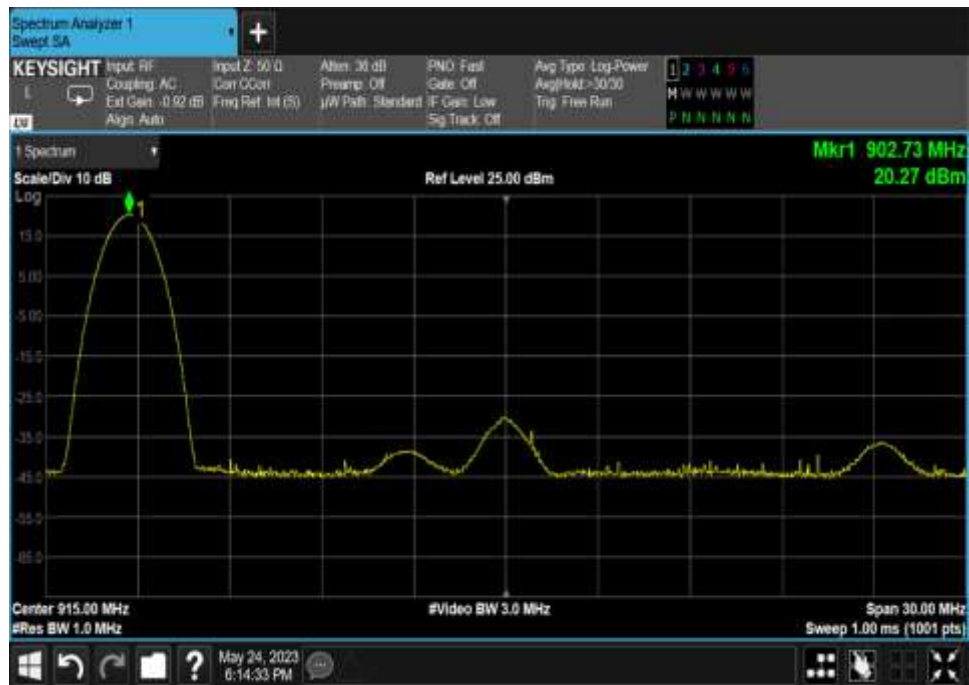 Spectrum Analyzer 1
Swept SA
+
KEYSIGHT Input: RF Input Z: 50 Ω Atten: 36 dB PNO: Fast Avg Type: Log-Power 1 2 3 4 5 6
L Coupling: AC Corr CCorr Preamp: Off Gate: Off Avg|Hold:>30/30 M W W W W W
Ext Gain: -0.92 dB Freq Ref: Int (S) µW Path: Standard IF Gain: Low Trig: Free Run
Align: Auto Sig Track: Off P N N N N N
1 Spectrum Mkr1 902.73 MHz
Scale/Div 10 dB Ref Level 25.00 dBm 20.27 dBm
Log
1
15.0
5.00
-5.00
-15.0
-25.0
-35.0
-45.0
-55.0
-65.0
Center 915.00 MHz #Video BW 3.0 MHz Span 30.00 MHz
#Res BW 1.0 MHz Sweep 1.00 ms (1001 pts)
? May 24, 2023
6:14:33 PM